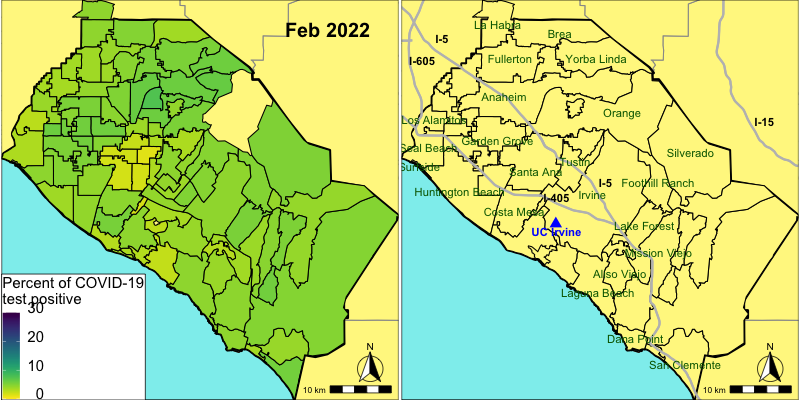 Feb 2022
Percent of COVID-19
test positive
30
20
10
0
N
10 km
La Habra
Brea
I-5
Fullerton
Yorba Linda
I-605
Anaheim
Orange
I-15
Los Alamitos
Garden Grove
Seal Beach
Silverado
Tustin
Sunside
Santa Ana
I-5
Foothill Ranch
Huntington Beach
Irvine
I-405
Costa Mesa
UC Irvine
Lake Forest
Mission Viejo
Aliso Viejo
Laguna Beach
Dana Point
San Clemente
N
10 km